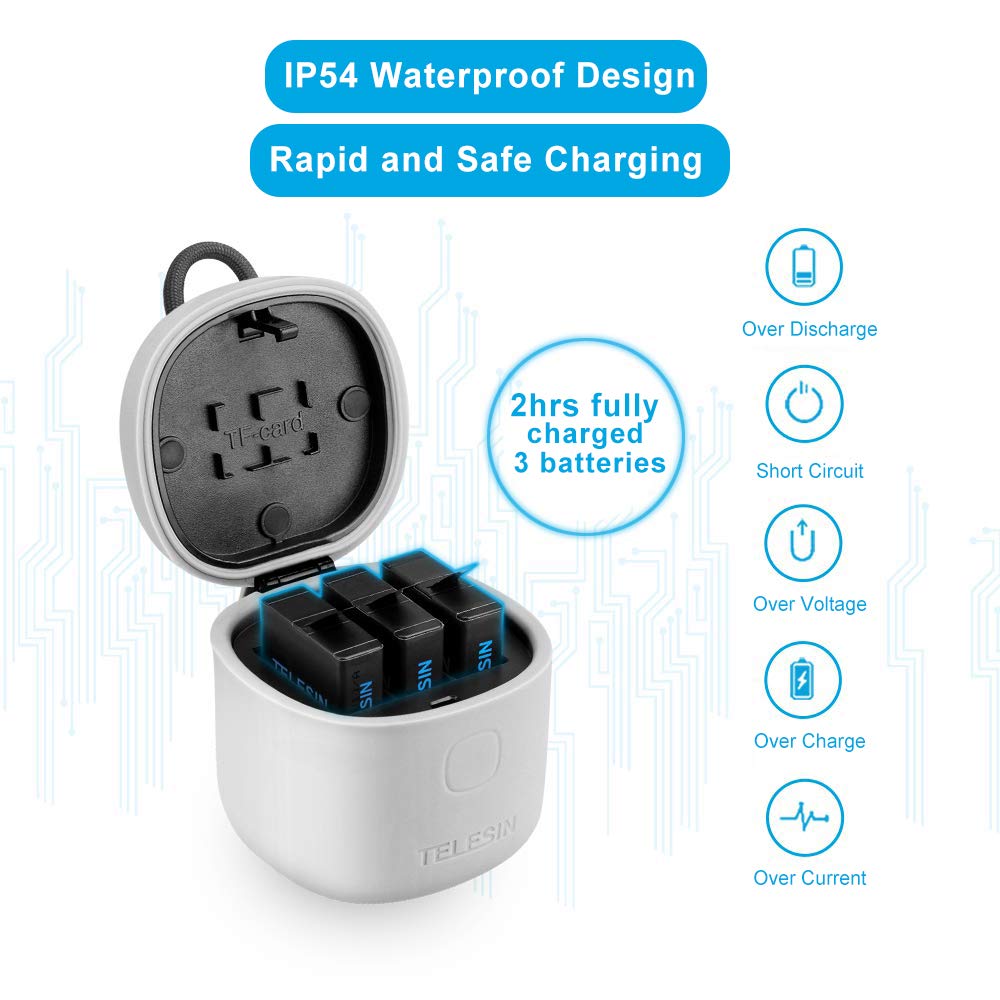 IP54 Waterproof Design
Rapid and Safe Charging
TF-card
2hrs fully
charged
3 batteries
Over Discharge
Short Circuit
Over Voltage
Over Charge
Over Current
TELESIN
SIN
SIN
SIN
TELESIN